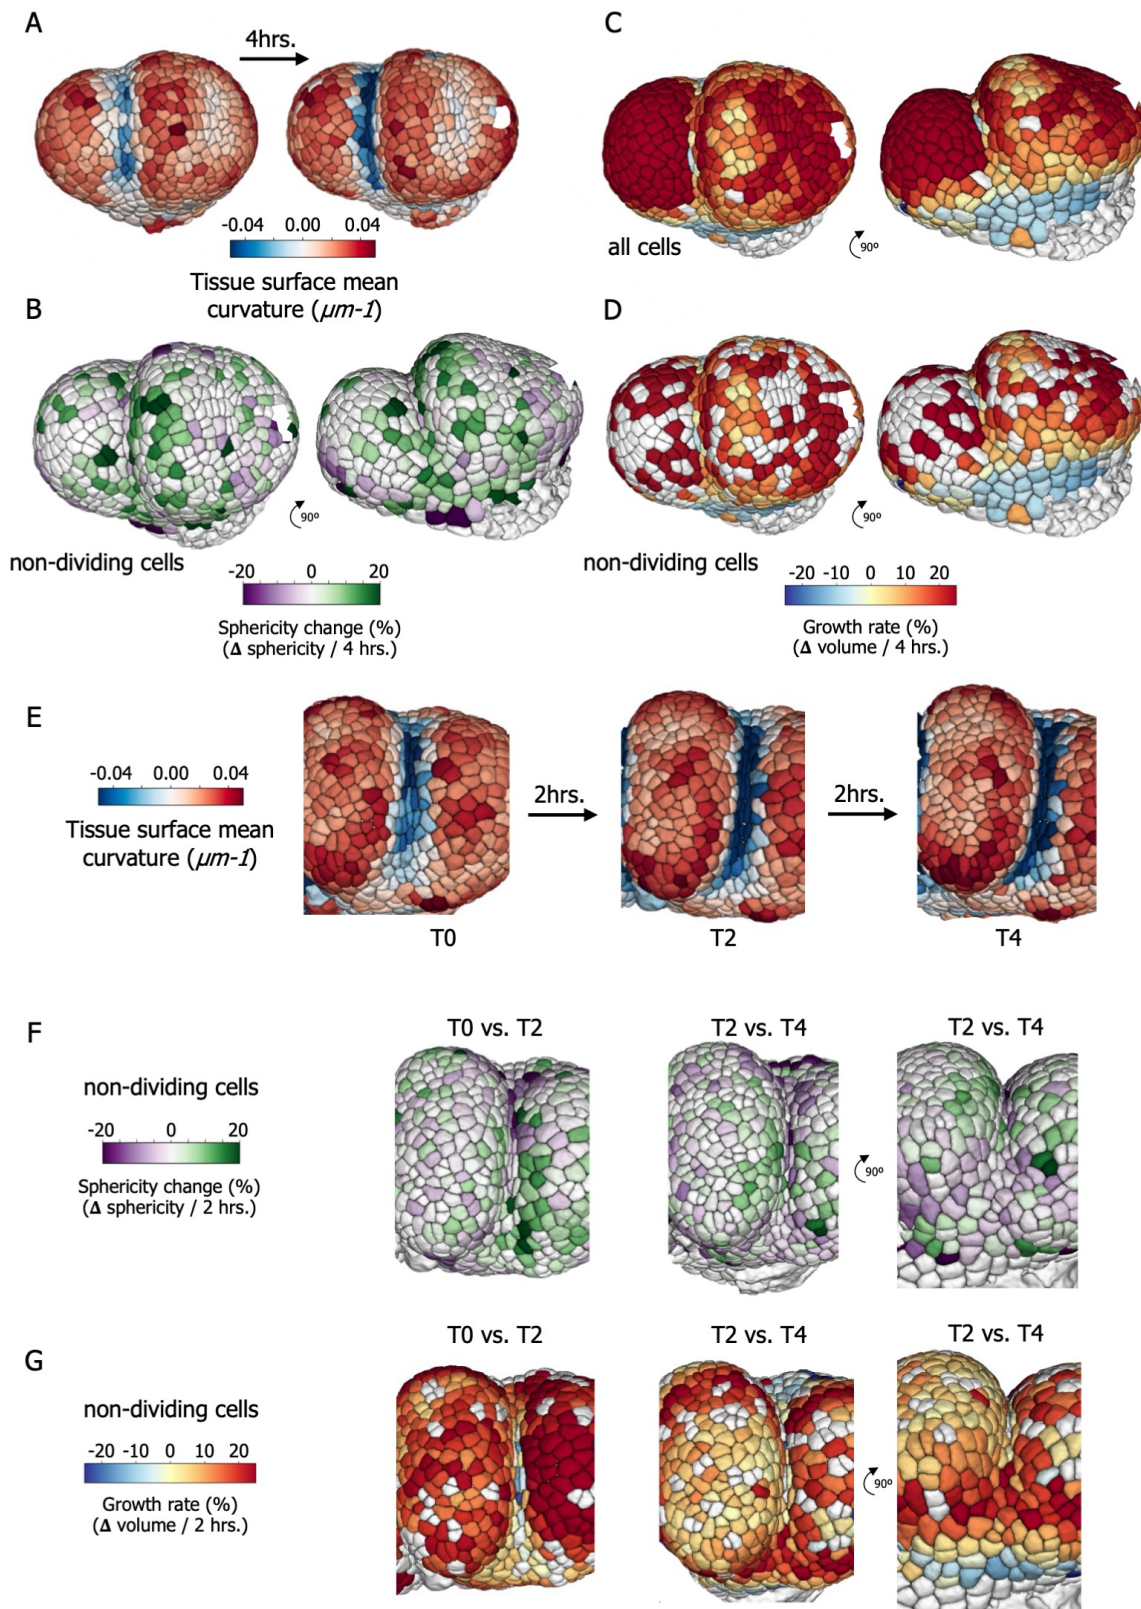 A
4hrs.
-0.04 0.00 0.04
Tissue surface mean
curvature (μm-1)
C
all cells
90º
B
non-dividing cells
90º
-20 0 20
Sphericity change (%)
(Δ sphericity / 4 hrs.)
D
non-dividing cells
90º
-20 -10 0 10 20
Growth rate (%)
(Δ volume / 4 hrs.)
E
-0.04 0.00 0.04
Tissue surface mean
curvature (μm-1)
2hrs.
2hrs.
T0
T2
T4
F
T0 vs. T2
T2 vs. T4
T2 vs. T4
non-dividing cells
-20 0 20
Sphericity change (%)
(Δ sphericity / 2 hrs.)
90º
G
T0 vs. T2
T2 vs. T4
T2 vs. T4
non-dividing cells
-20 -10 0 10 20
Growth rate (%)
(Δ volume / 2 hrs.)
90º